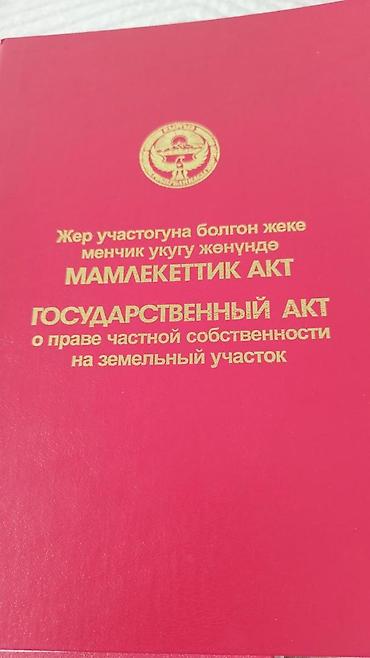 Жер участогуна болгон жеке
менчик укугу жөнүндө
МАМЛЕКЕТТИК АКТ
ГОСУДАРСТВЕННЫЙ АКТ
о праве частной собственности
на земельный участок